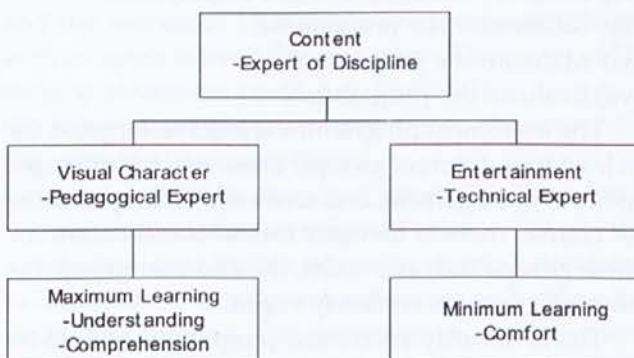 Content
-Expert of Discipline
Visual Character
-Pedagogical Expert
Entertainment
-Technical Expert
Maximum Learning
-Understanding
-Comprehension
Minimum Learning
-Comfort